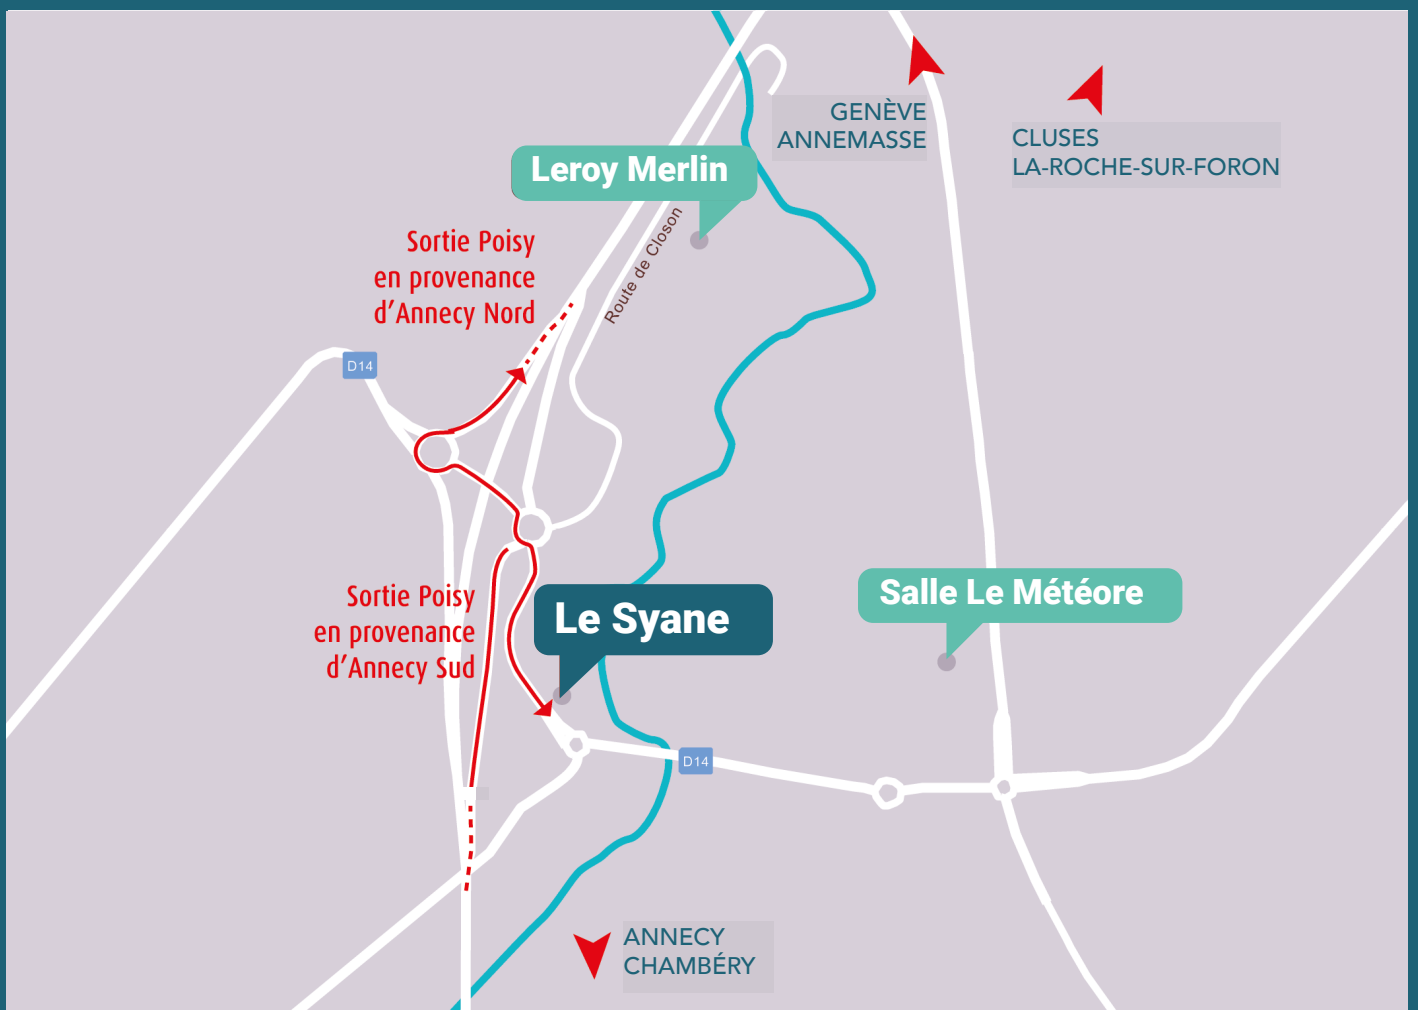 GENÈVE
ANNEMASSE
CLUSES
LA-ROCHE-SUR-FORON
Leroy Merlin
Route de Closon
Sortie Poisy
en provenance
d'Annecy Nord
D14
Sortie Poisy
en provenance
d'Annecy Sud
Le Syane
Salle Le Météore
D14
ANNECY
CHAMBÉRY